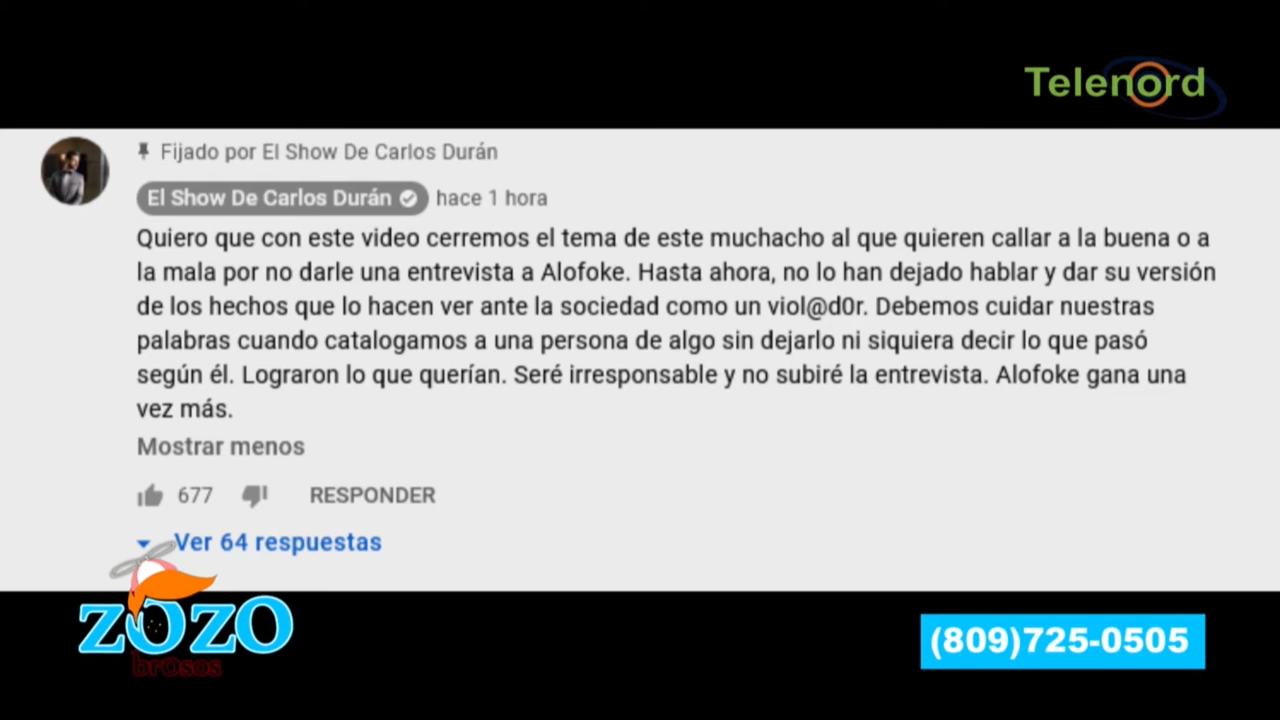 Telenord
Fijado por El Show De Carlos Durán
El Show De Carlos Durán hace 1 hora
Quiero que con este video cerremos el tema de este muchacho al que quieren callar a la buena o a
la mala por no darle una entrevista a Alofoke. Hasta ahora, no lo han dejado hablar y dar su versión
de los hechos que lo hacen ver ante la sociedad como un viol@d0r. Debemos cuidar nuestras
palabras cuando catalogamos a una persona de algo sin dejarlo ni siquiera decir lo que pasó
según él. Lograron lo que querían. Seré irresponsable y no subiré la entrevista. Alofoke gana una
vez más.
Mostrar menos
677 RESPONDER
Ver 64 respuestas
zOzO
brOsos
(809)725-0505